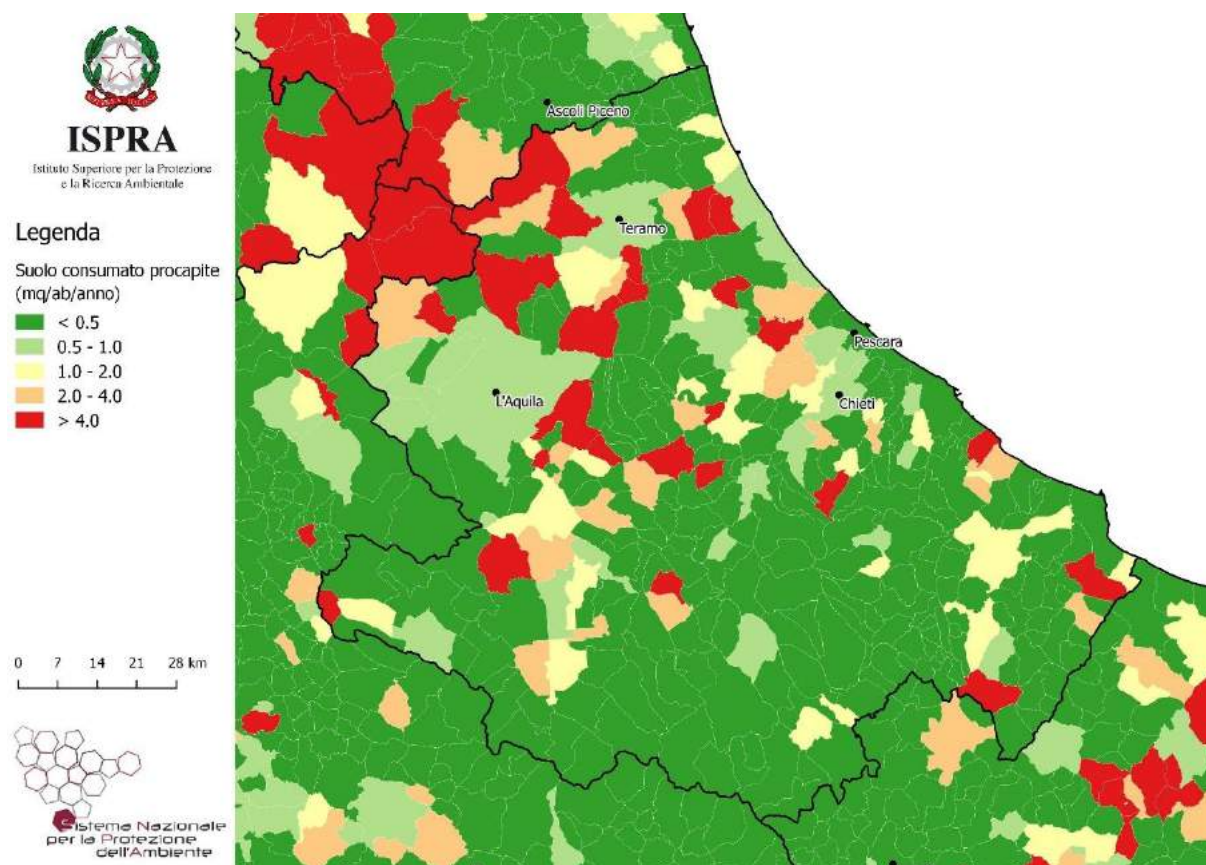 ISPRA
Istituto Superiore per la Protezione
e la Ricerca Ambientale
Legenda
Suolo consumato procapite
(mq/ab/anno)
< 0.5
0.5 - 1.0
1.0 - 2.0
2.0 - 4.0
> 4.0
0 7 14 21 28 km
Sistema Nazionale
per la Protezione
dell'Ambiente
Ascoli Piceno
Teramo
Pescara
L'Aquila
Chieti